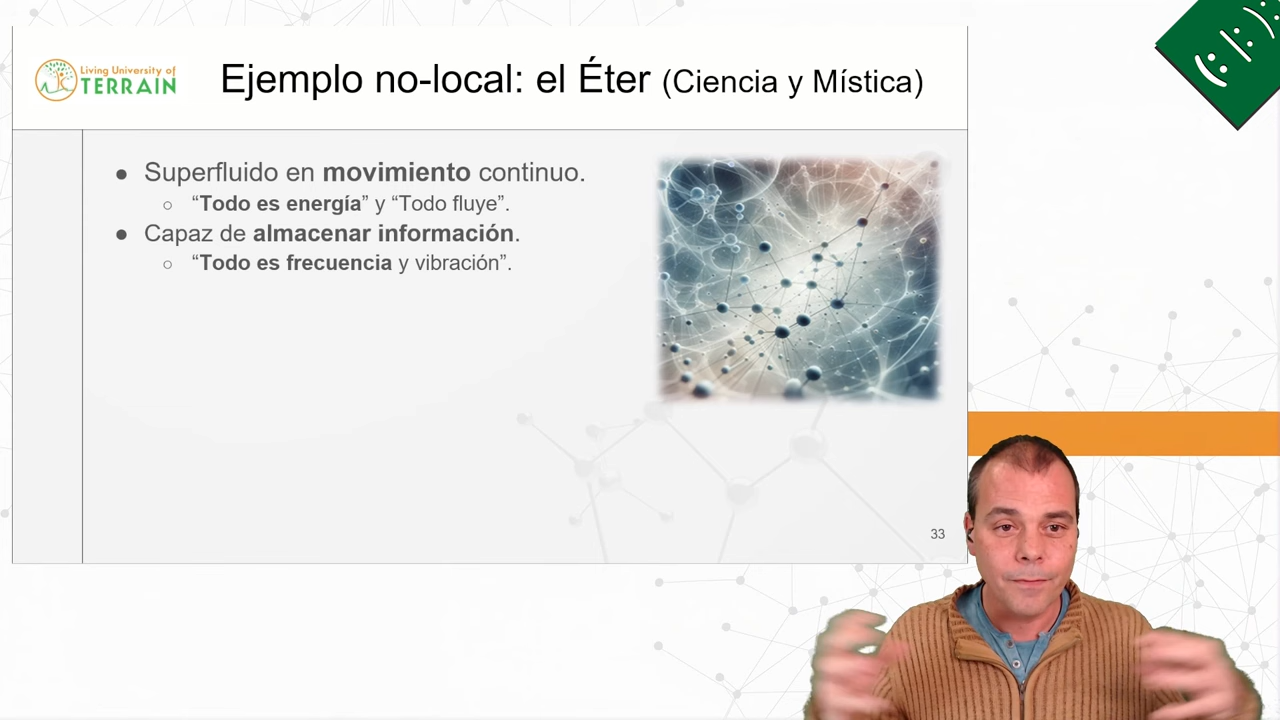 Living University of
TERRAIN
Ejemplo no-local: el Éter (Ciencia y Mística)
● Superfluido en movimiento continuo.
○ “Todo es energía” y “Todo fluye”.
● Capaz de almacenar información.
○ “Todo es frecuencia y vibración”.
33